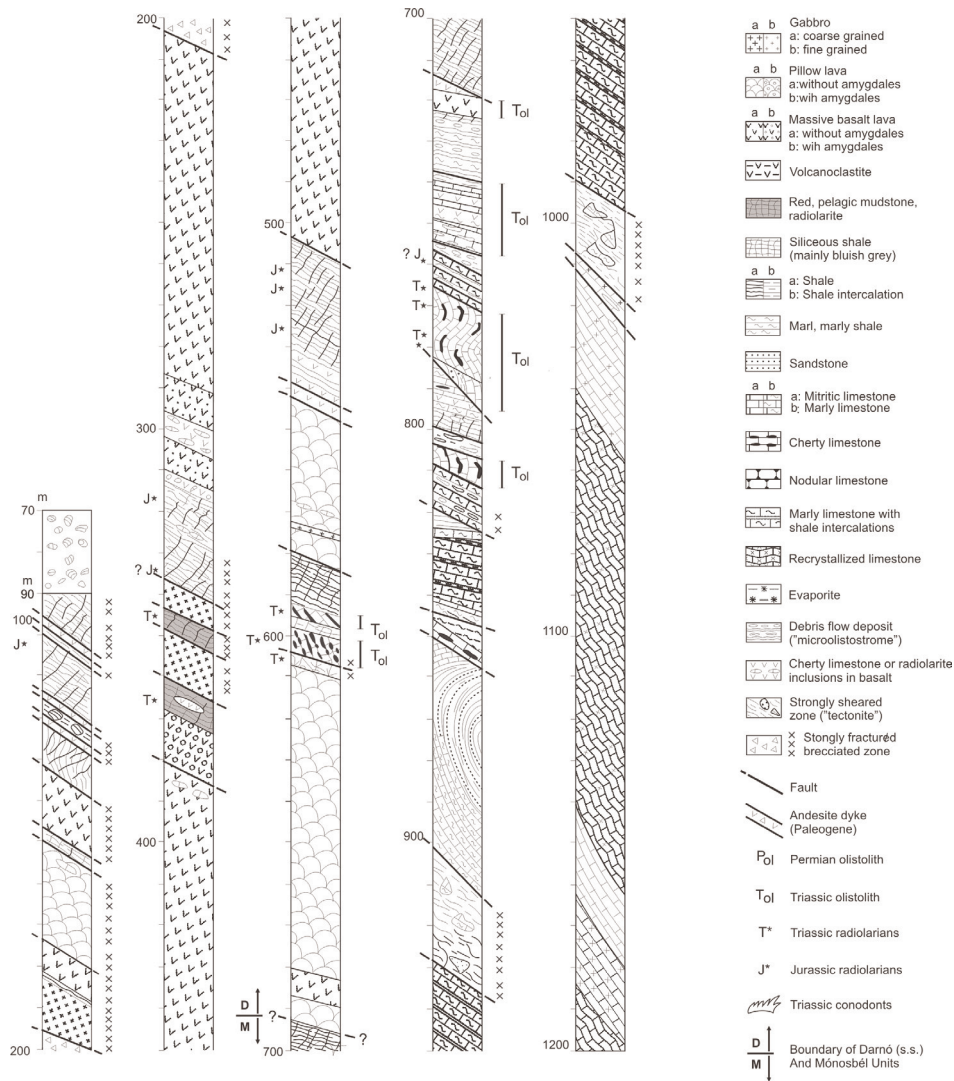 m
70
m
90
100
J*
200
200
300
J*
? J*
T*
T*
400
500
J*
J*
J*
T*
Tol
600
T*
Tol
T*
D
M
?
?
700
700
Tol
Tol
? J*
T*
T*
Tol
T*
*
800
Tol
900
1000
1100
1200
a b
Gabbro
a: coarse grained
b: fine grained
a b
Pillow lava
a:without amygdales
b:wih amygdales
a b
Massive basalt lava
a: without amygdales
b: wih amygdales
Volcanoclastite
Red, pelagic mudstone,
radiolarite
Siliceous shale
(mainly bluish grey)
a b
a: Shale
b: Shale intercalation
Marl, marly shale
Sandstone
a b
a: Mitritic limestone
b: Marly limestone
Cherty limestone
Nodular limestone
Marly limestone with
shale intercalations
Recrystallized limestone
Evaporite
Debris flow deposit
("microolistostrome")
Cherty limestone or radiolarite
inclusions in basalt
Strongly sheared
zone ("tectonite")
Stongly fractured
brecciated zone
Fault
Andesite dyke
(Paleogene)
Pol Permian olistolith
Tol Triassic olistolith
T* Triassic radiolarians
J* Jurassic radiolarians
Triassic conodonts
D
M
Boundary of Darnó (s.s.)
And Mónosbél Units